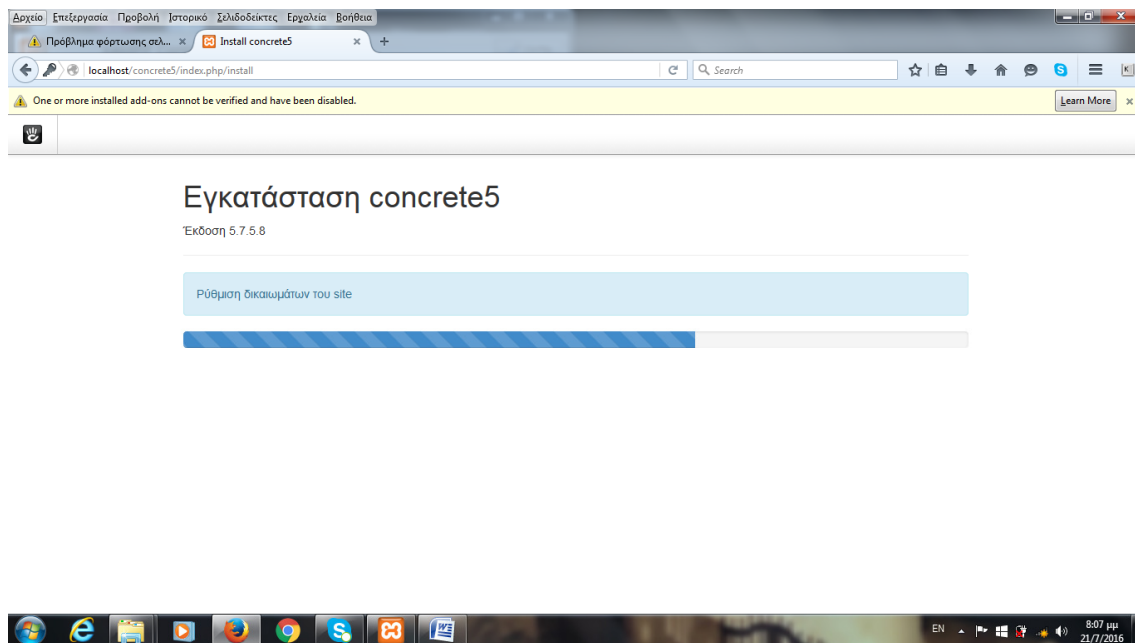 Αρχείο Επεξεργασία Προβολή Ιστορικό Σελιδοδείκτες Εργαλεία Βοήθεια
Πρόβλημα φόρτωσης σελ... Install concrete5
localhost/concrete5/index.php/install Search
One or more installed add-ons cannot be verified and have been disabled. Learn More
Εγκατάσταση concrete5
Έκδοση 5.7.5.8
Ρύθμιση δικαιωμάτων του site
EN 8:07 μμ
21/7/2016